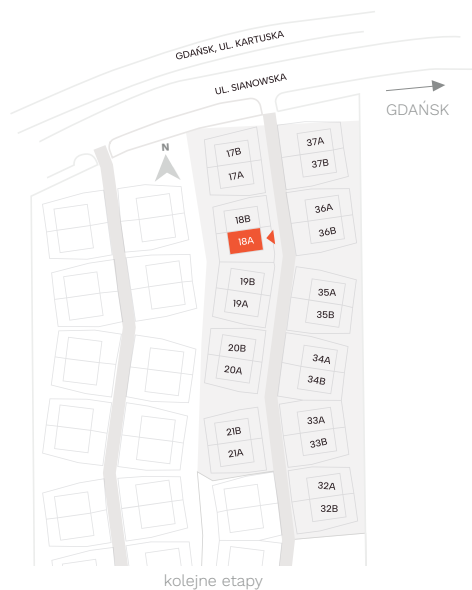 GDAŃSK, UL. KARTUSKA
UL. SIANOWSKA
GDAŃSK
N
17B
17A
37A
37B
18B
18A
36A
36B
19B
19A
35A
35B
20B
20A
34A
34B
21B
21A
33A
33B
32A
32B
kolejne etapy